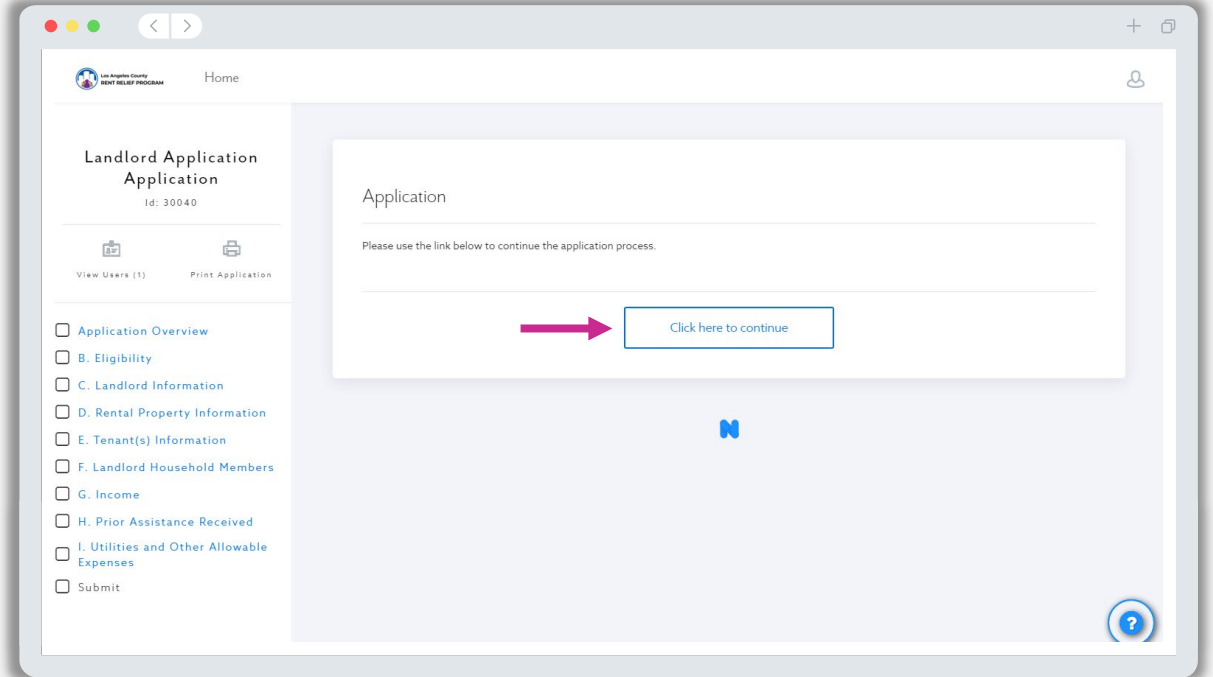 Los Angeles County
RENT RELIEF PROGRAM
Home
Landlord Application
Application
Id: 30040
View Users (1)
Print Application
Application Overview
B. Eligibility
C. Landlord Information
D. Rental Property Information
E. Tenant(s) Information
F. Landlord Household Members
G. Income
H. Prior Assistance Received
I. Utilities and Other Allowable
Expenses
Submit
Application
Please use the link below to continue the application process.
Click here to continue
N
?